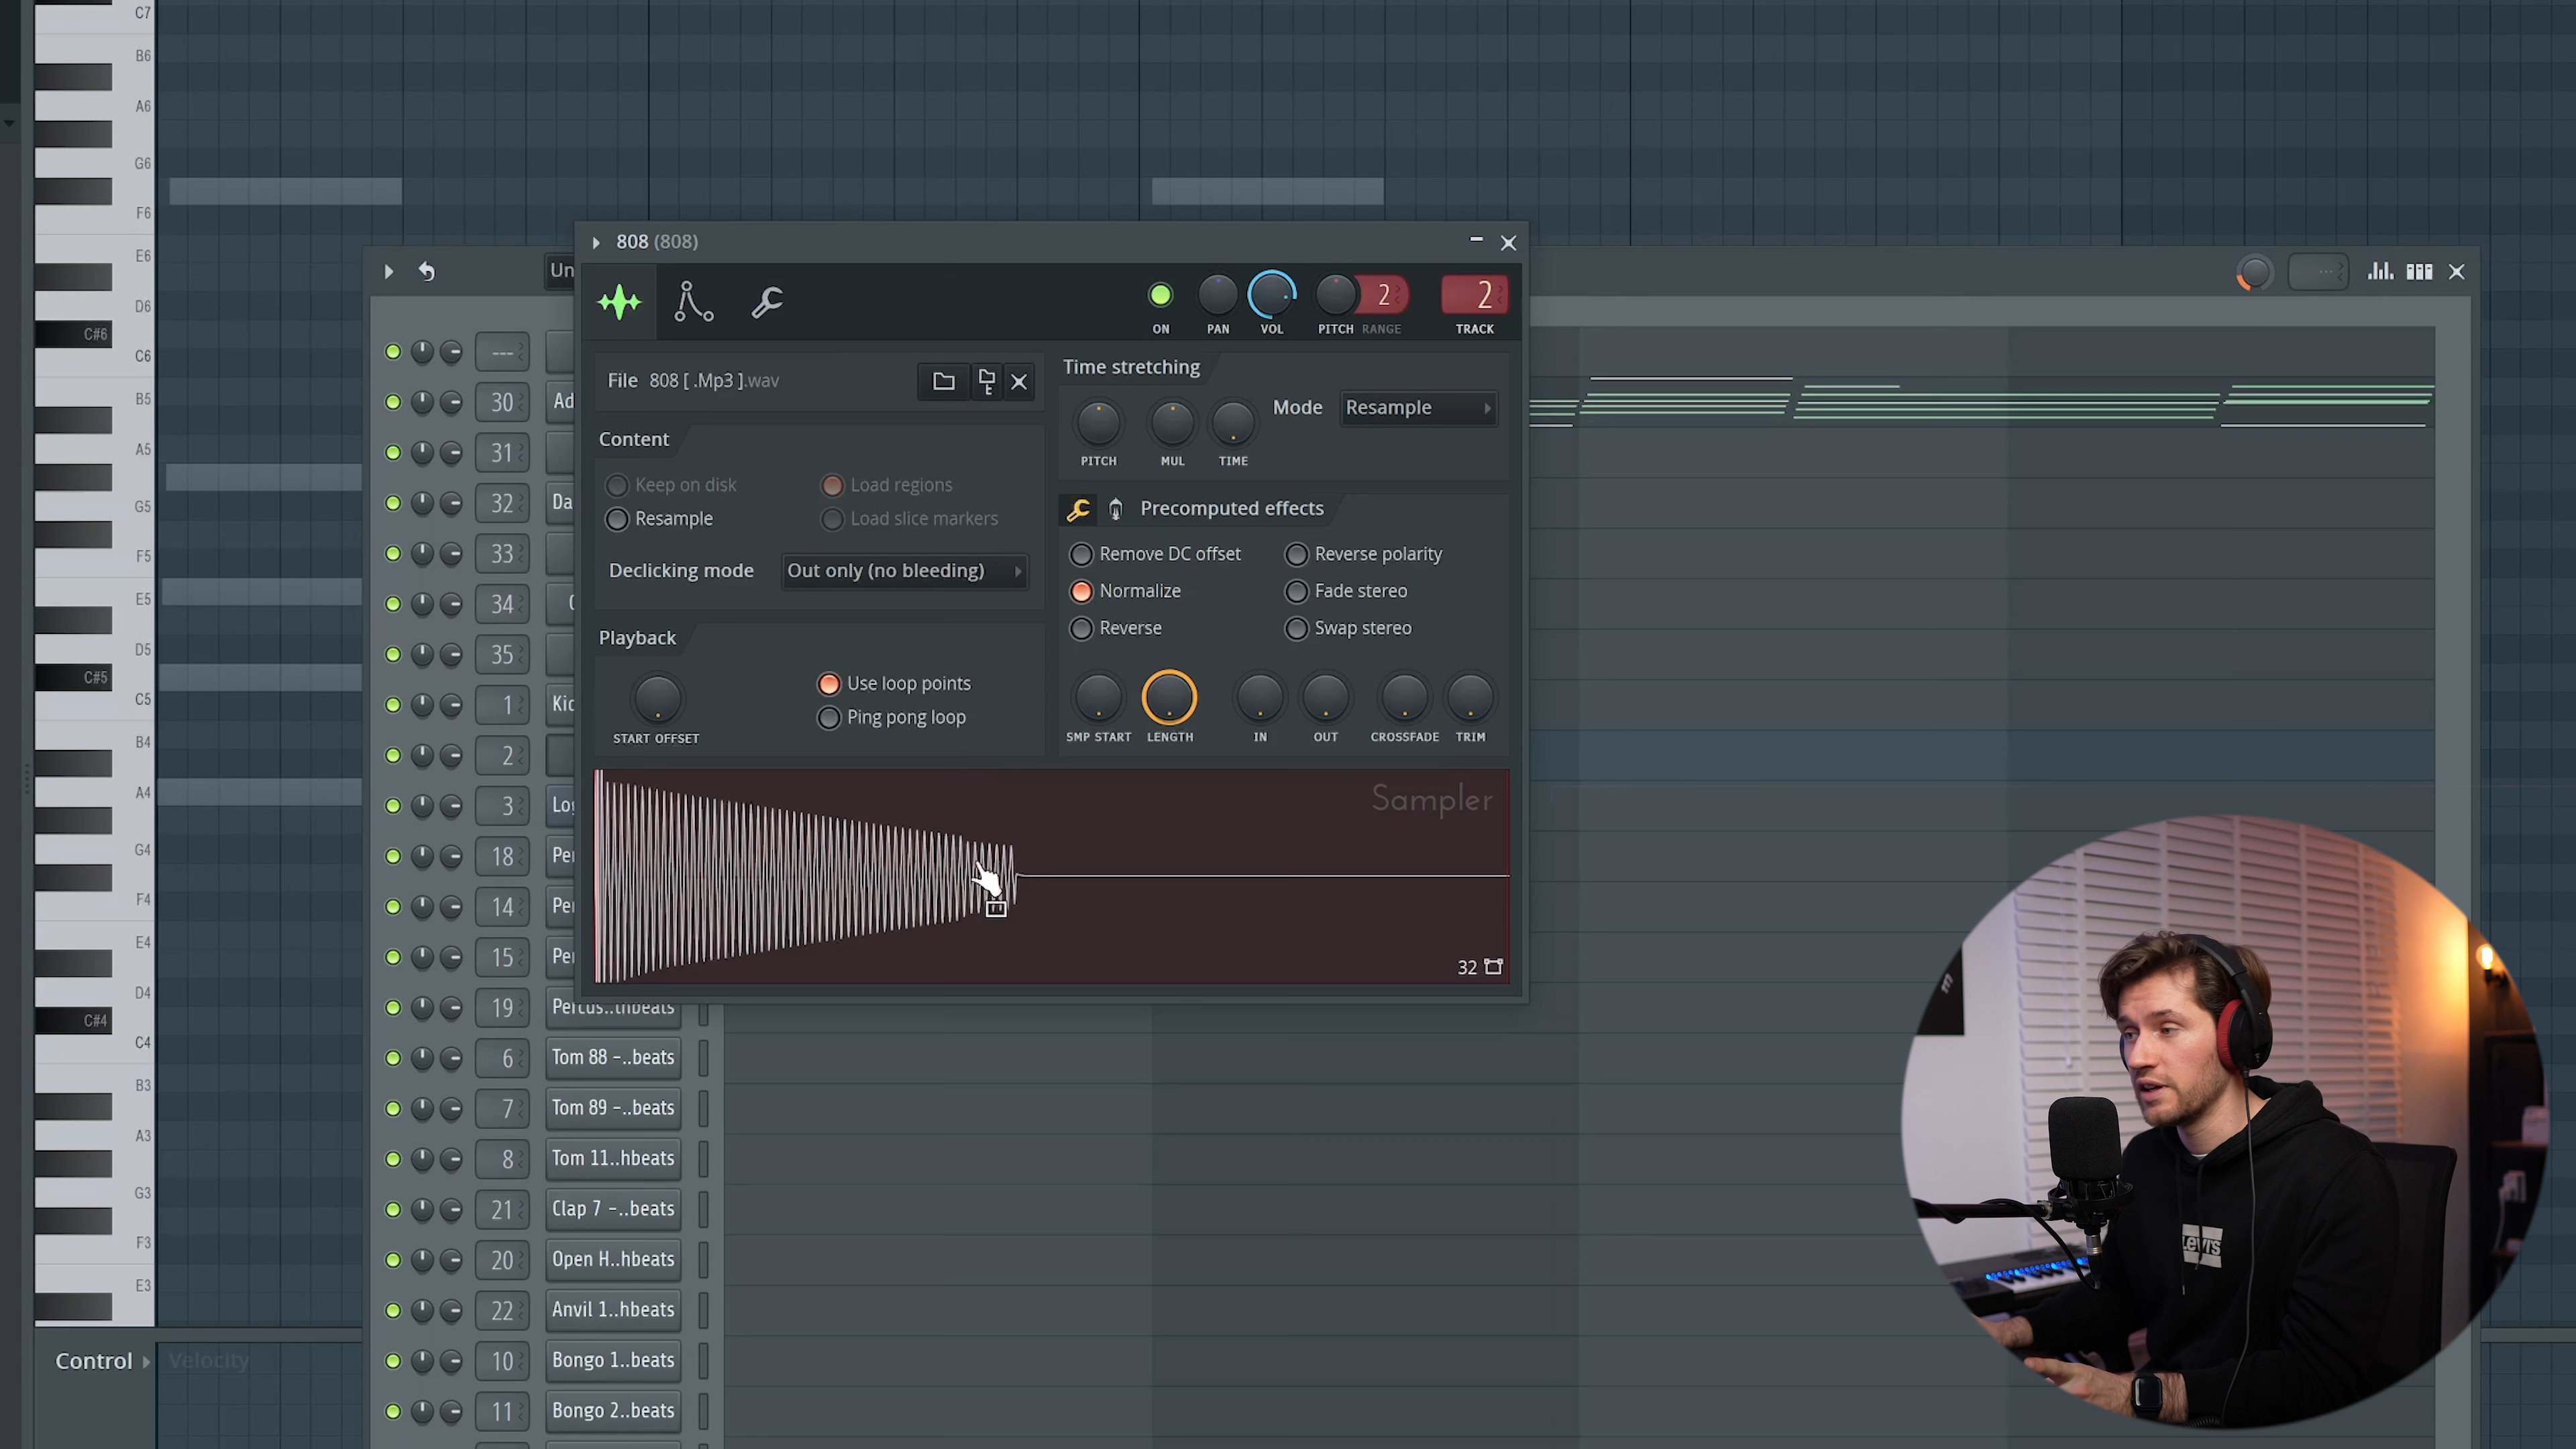 C7
B6
A6
G6
F6
E6
D6
C#6
C6
B5
A5
G5
F5
E5
D5
C#5
C5
B4
A4
G4
F4
E4
D4
C#4
C4
B3
A3
G3
F3
E3
Control
Velocity
Un
---
30 Ad
31
32 Da
33
34
35
1 Kic
2
3 Log
18 Per
14 Per
15 Per
19 Percus..thbeats
6 Tom 88 -..beats
7 Tom 89 -..beats
8 Tom 11..hbeats
21 Clap 7 -..beats
20 Open H..hbeats
22 Anvil 1..hbeats
10 Bongo 1..beats
11 Bongo 2..beats
808 (808)
2 2
ON PAN VOL PITCH RANGE TRACK
File 808 [ .Mp3 ].wav
Content
Keep on disk Load regions
Resample Load slice markers
Declicking mode Out only (no bleeding)
Playback
Use loop points
Ping pong loop
START OFFSET
Time stretching
Mode Resample
PITCH MUL TIME
Precomputed effects
Remove DC offset Reverse polarity
Normalize Fade stereo
Reverse Swap stereo
SMP START LENGTH IN OUT CROSSFADE TRIM
Sampler
32
---
LEVI'S